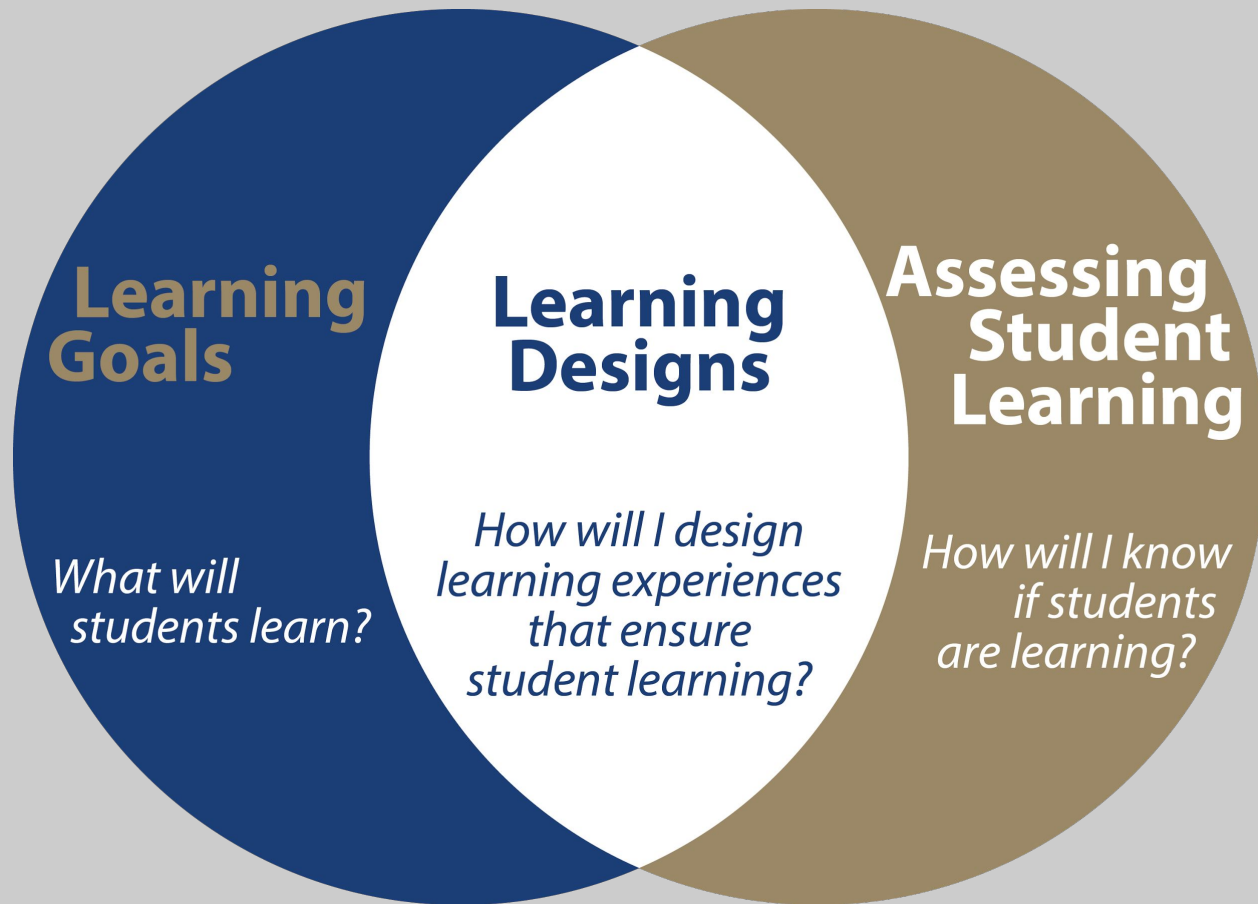 Learning
Goals
What will
students learn?
Learning
Designs
How will I design
learning experiences
that ensure
student learning?
Assessing
Student
Learning
How will I know
if students
are learning?